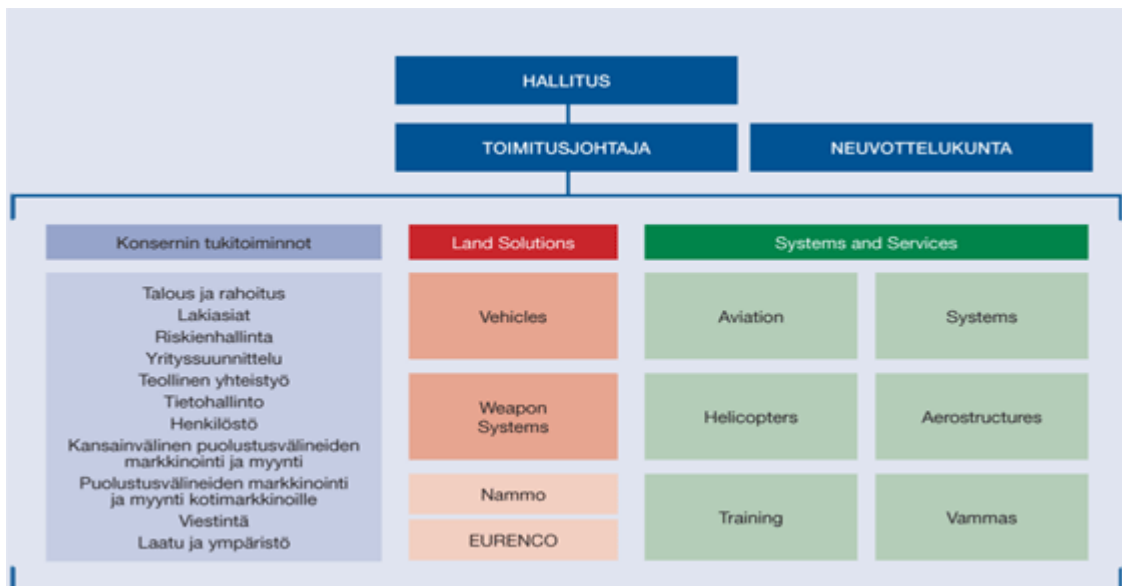 HALLITUS
TOIMITUSJOHTAJA
NEUVOTTELUKUNTA
Konsernin tukitoiminnot
Talous ja rahoitus
Lakiasiat
Riskienhallinta
Yrityssuunnittelu
Teollinen yhteistyö
Tietohallinto
Henkilöstö
Kansainvälinen puolustusvälineiden
markkinointi ja myynti
Puolustusvälineiden markkinointi
ja myynti kotimarkkinoille
Viestintä
Laatu ja ympäristö
Land Solutions
Vehicles
Weapon
Systems
Nammo
EURENCO
Systems and Services
Aviation
Systems
Helicopters
Aerostructures
Training
Vammas